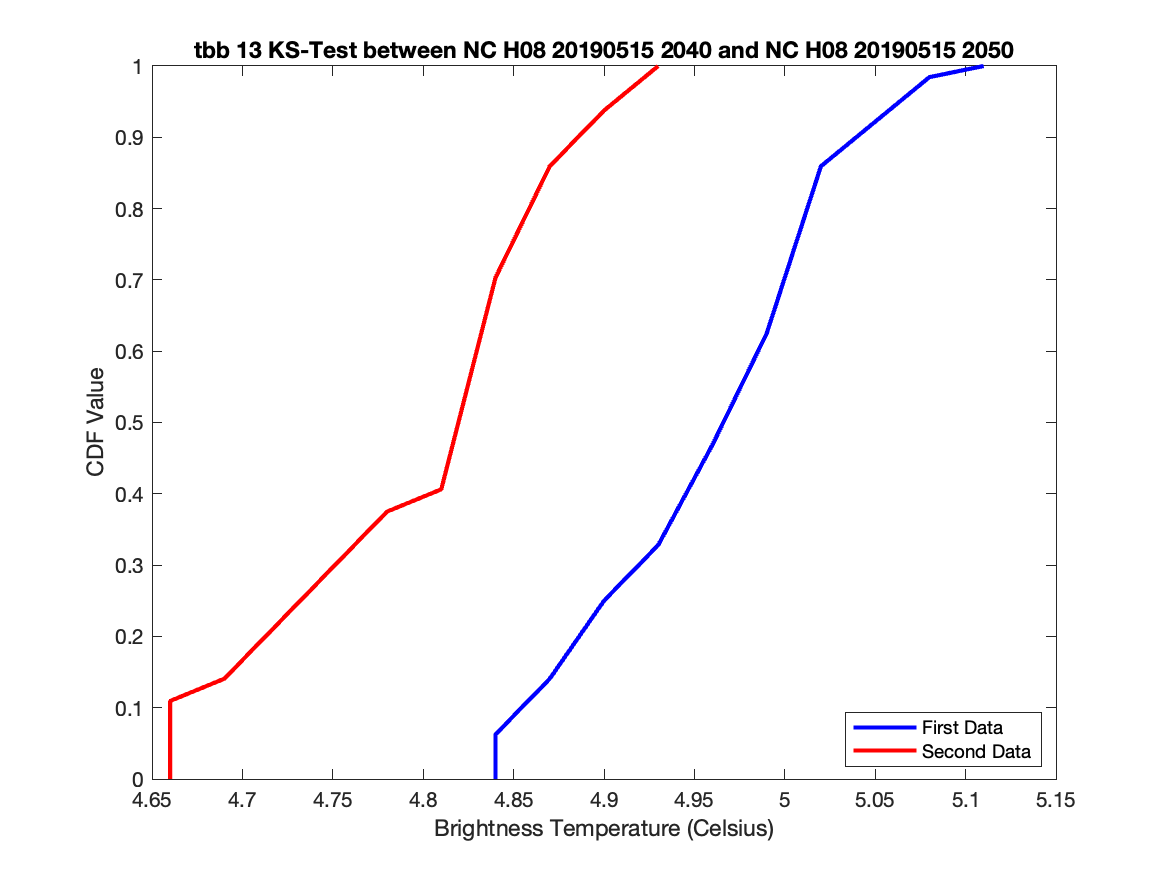 tbb 13 KS-Test between NC H08 20190515 2040 and NC H08 20190515 2050
1
0.9
0.8
0.7
0.6
0.5
0.4
0.3
0.2
0.1
0
CDF Value
First Data
Second Data
4.65 4.7 4.75 4.8 4.85 4.9 4.95 5 5.05 5.1 5.15
Brightness Temperature (Celsius)